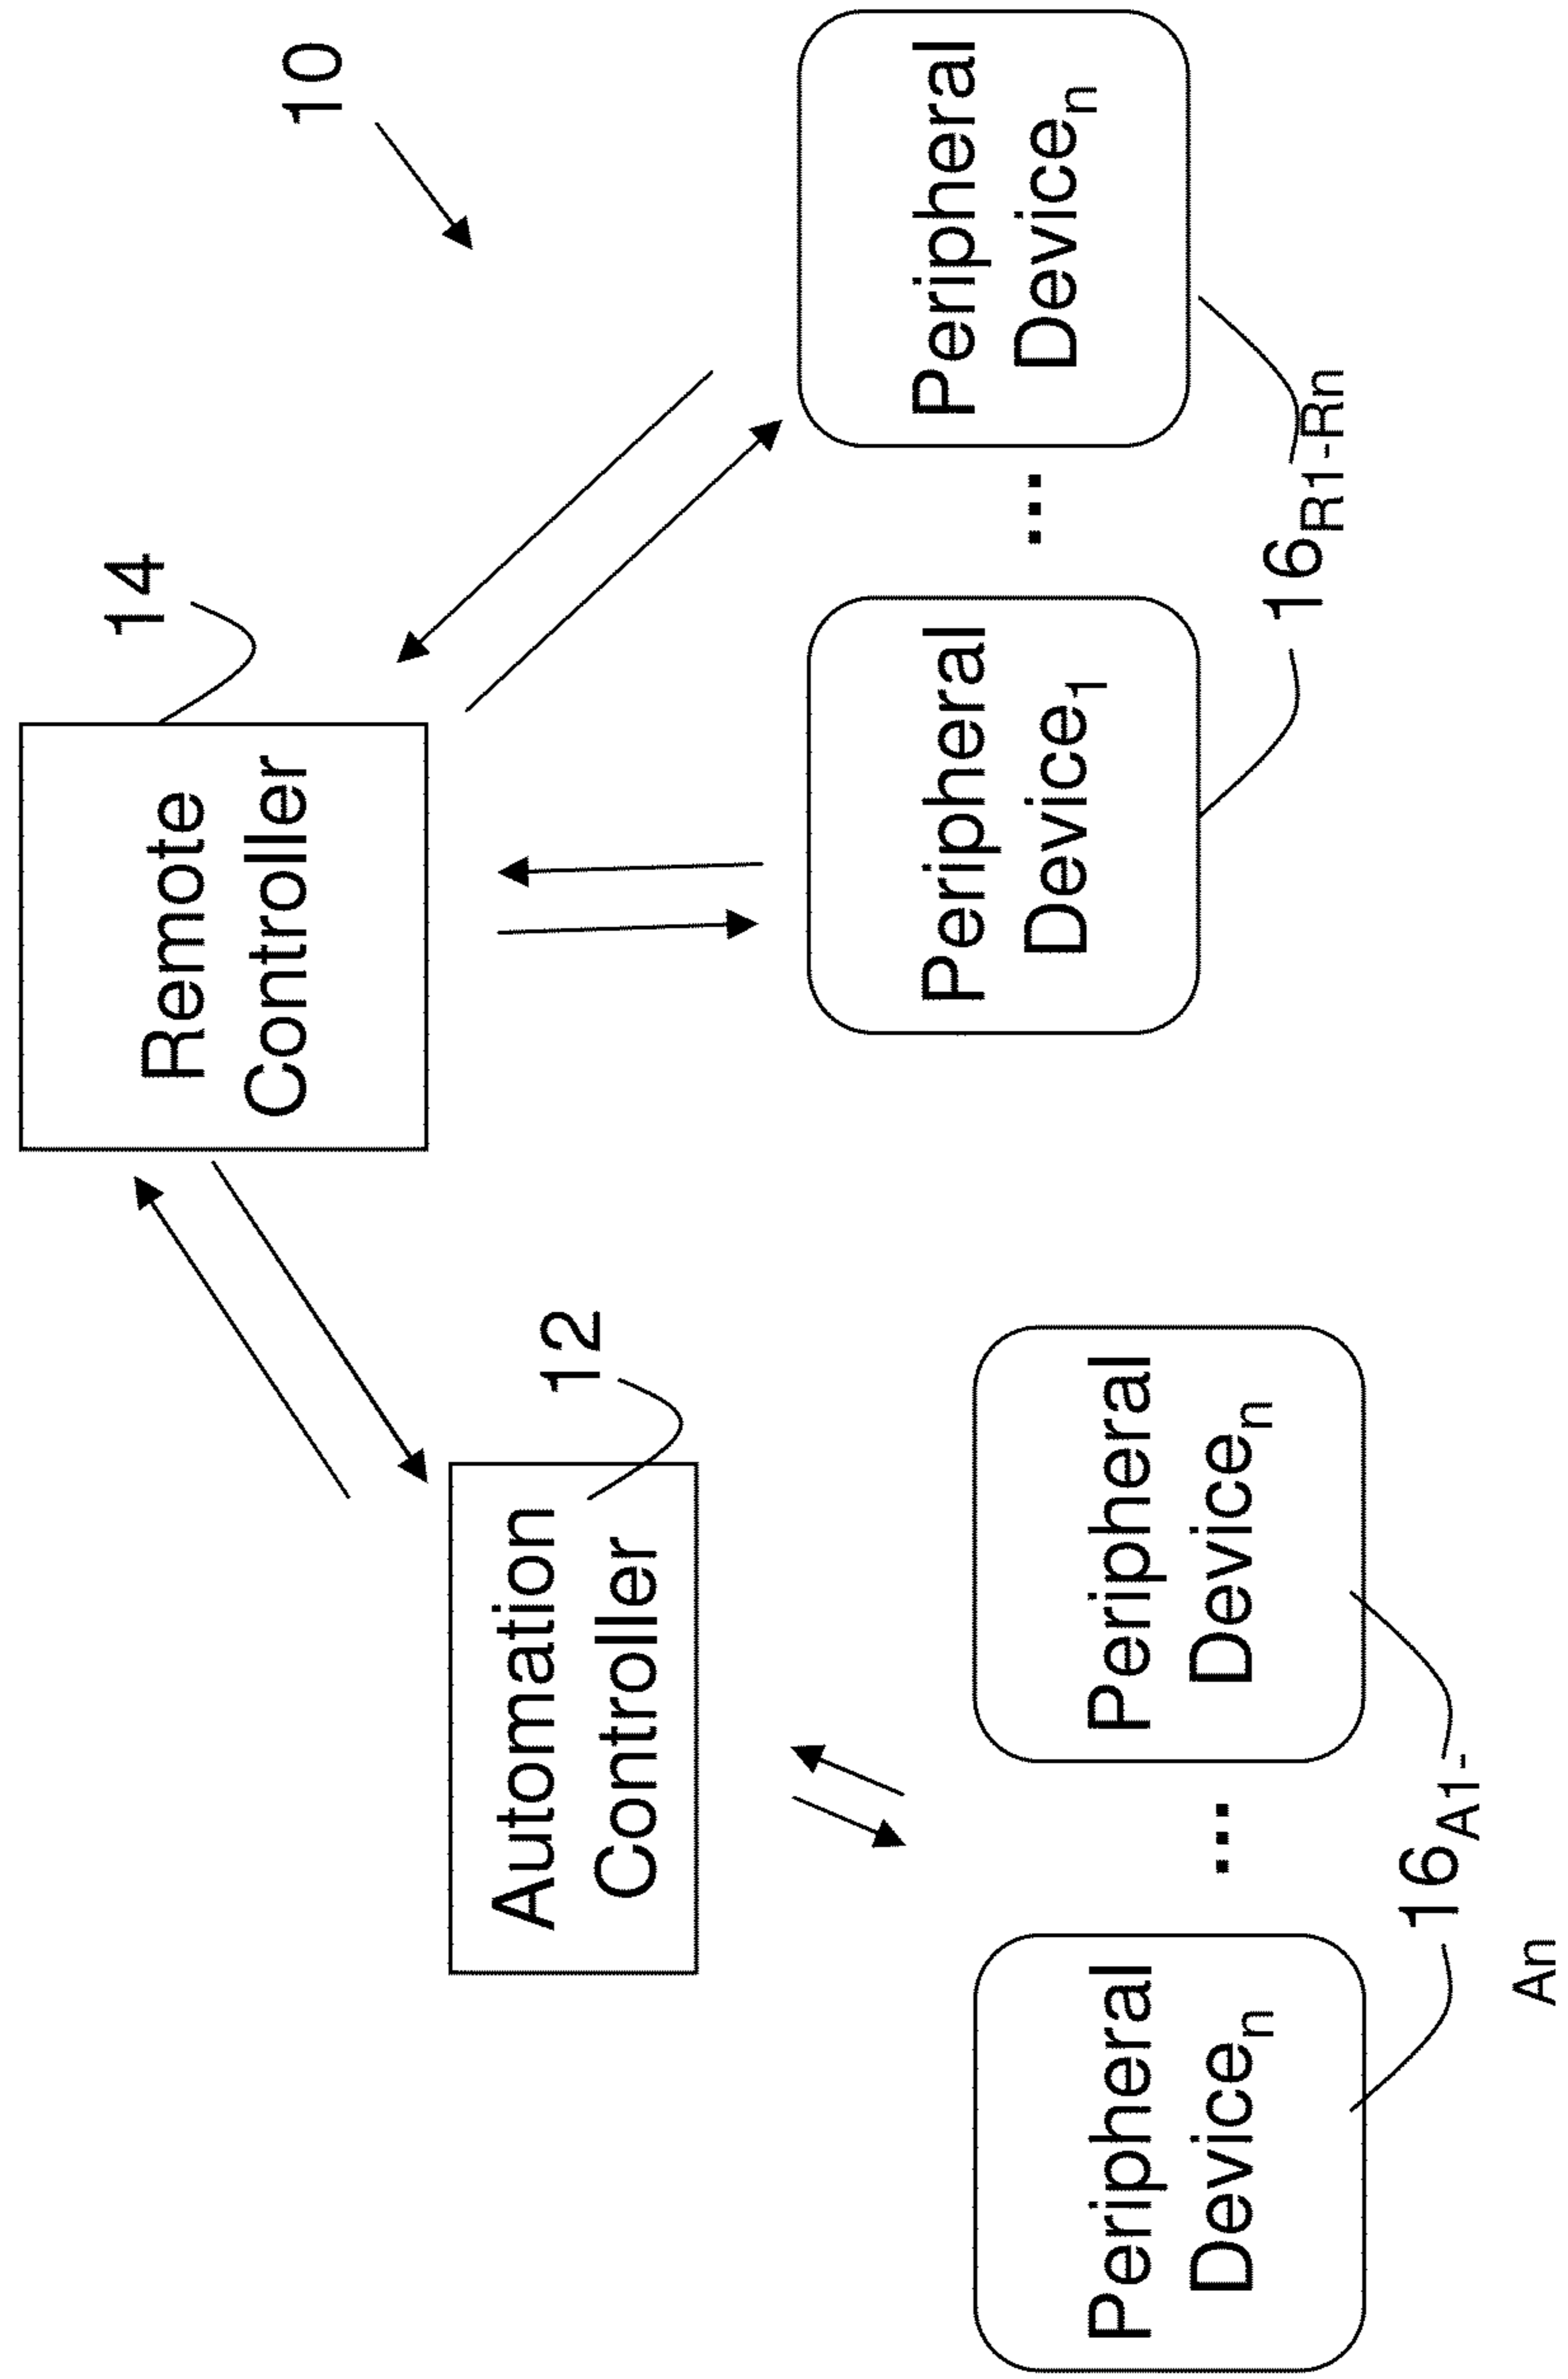 10
14
Remote
Controller
12
Automation
Controller
Peripheral
Deviceₙ
...
Peripheral
Deviceₙ
16A1-
An
Peripheral
Device₁
...
Peripheral
Deviceₙ
16R1-Rn